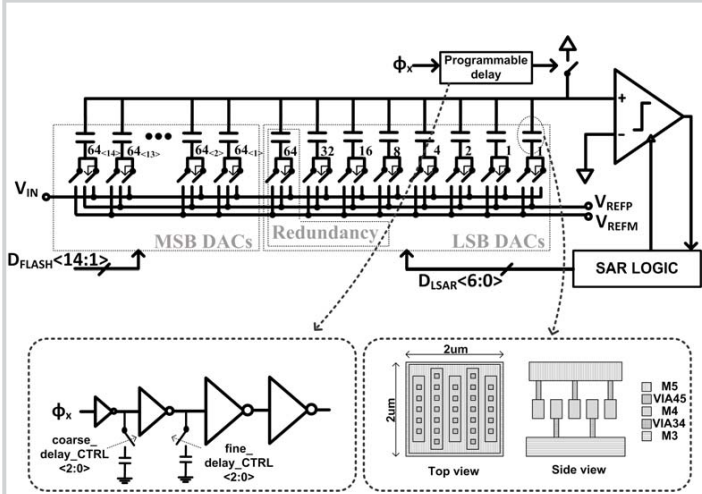 Φx
Programmable
delay
+
−
64<14> 64<13> 64<2> 64<1> 64 32 16 8 4 2 1 1
VIN
VREFP
VREFM
Redundancy
MSB DACs
LSB DACs
DFLASH<14:1>
DLSAR<6:0>
SAR LOGIC
Φx
coarse_
delay_CTRL
<2:0>
fine_
delay_CTRL
<2:0>
2um
2um
Top view
Side view
M5
VIA45
M4
VIA34
M3